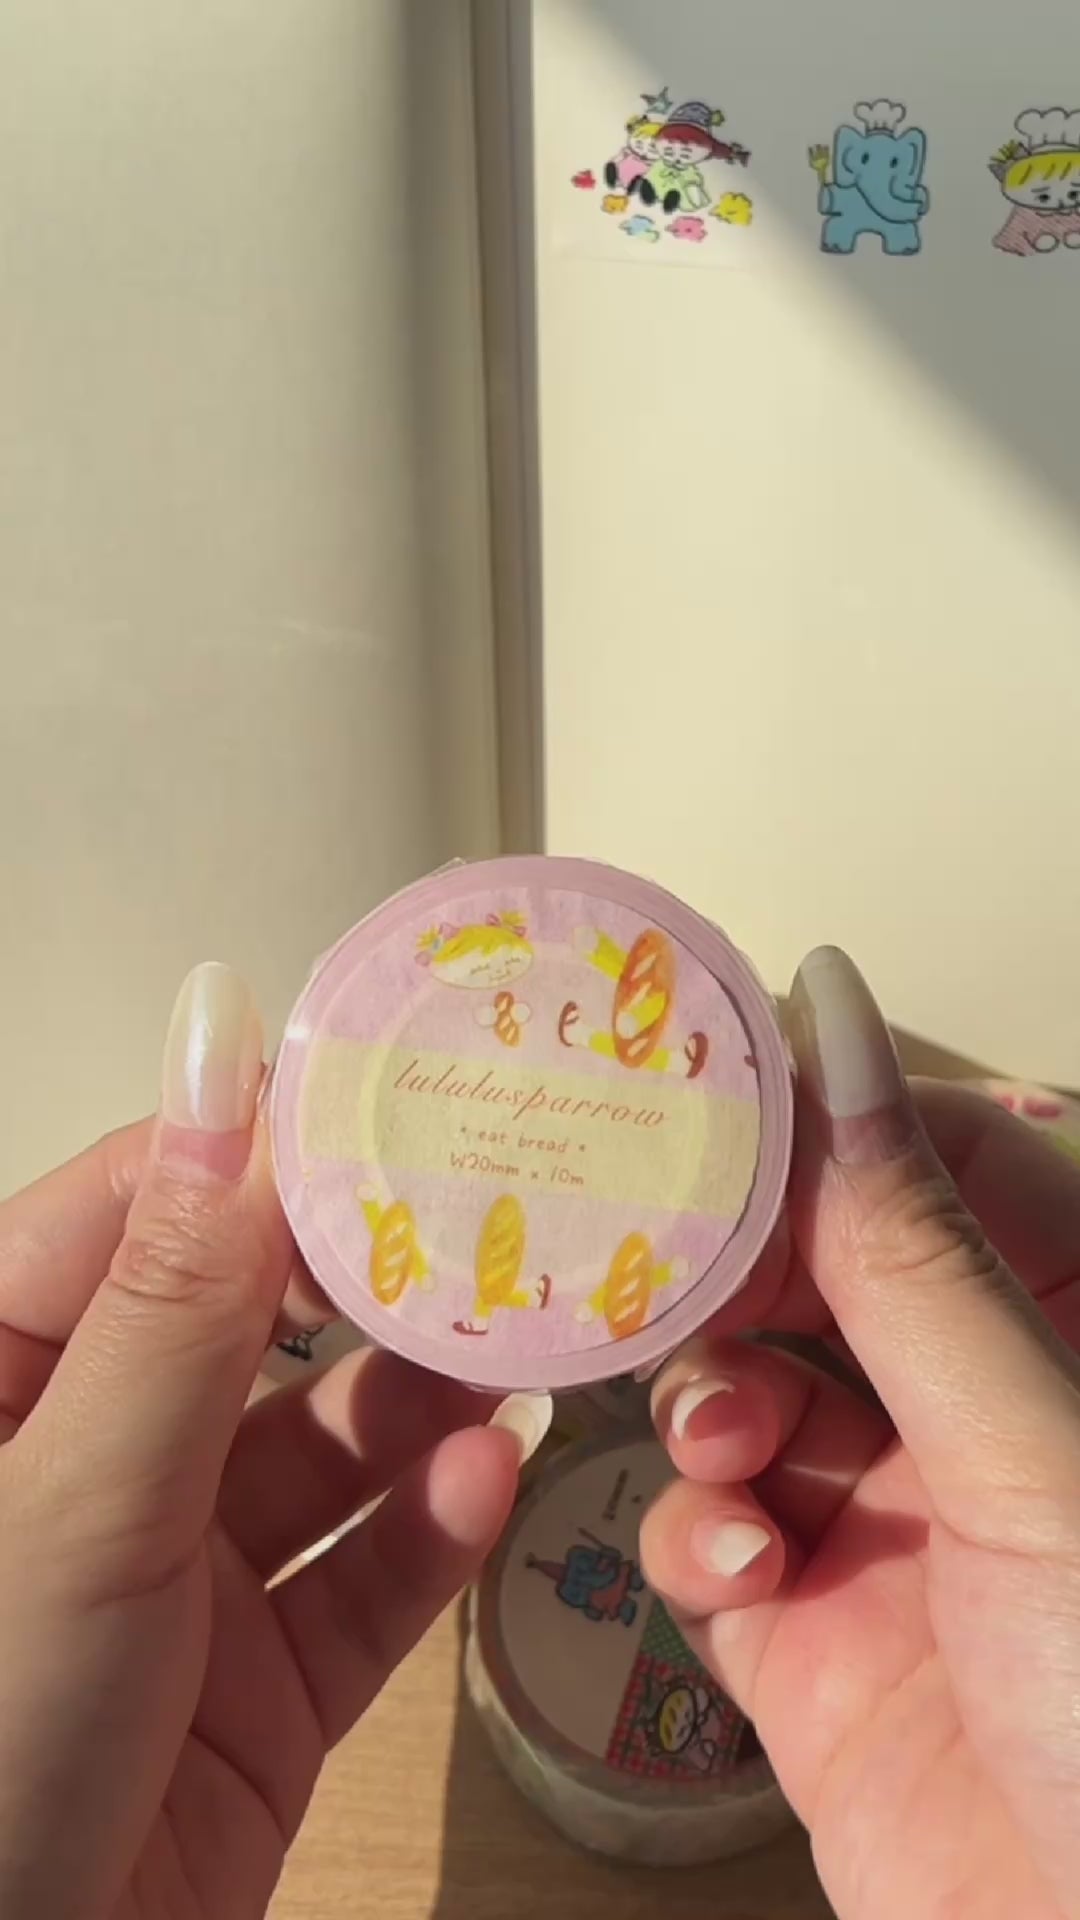 lululusparrow
* eat bread *
W20mm x 10m